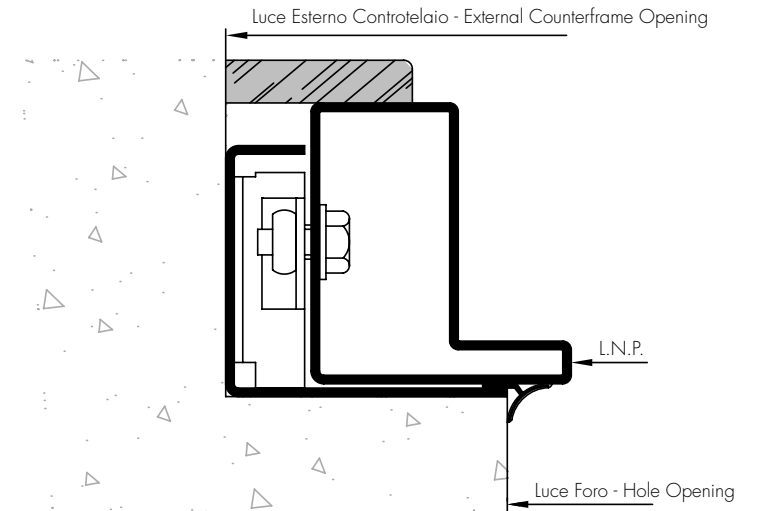 Luce Esterno Controtelaio - External Counterframe Opening
L.N.P.
Luce Foro - Hole Opening